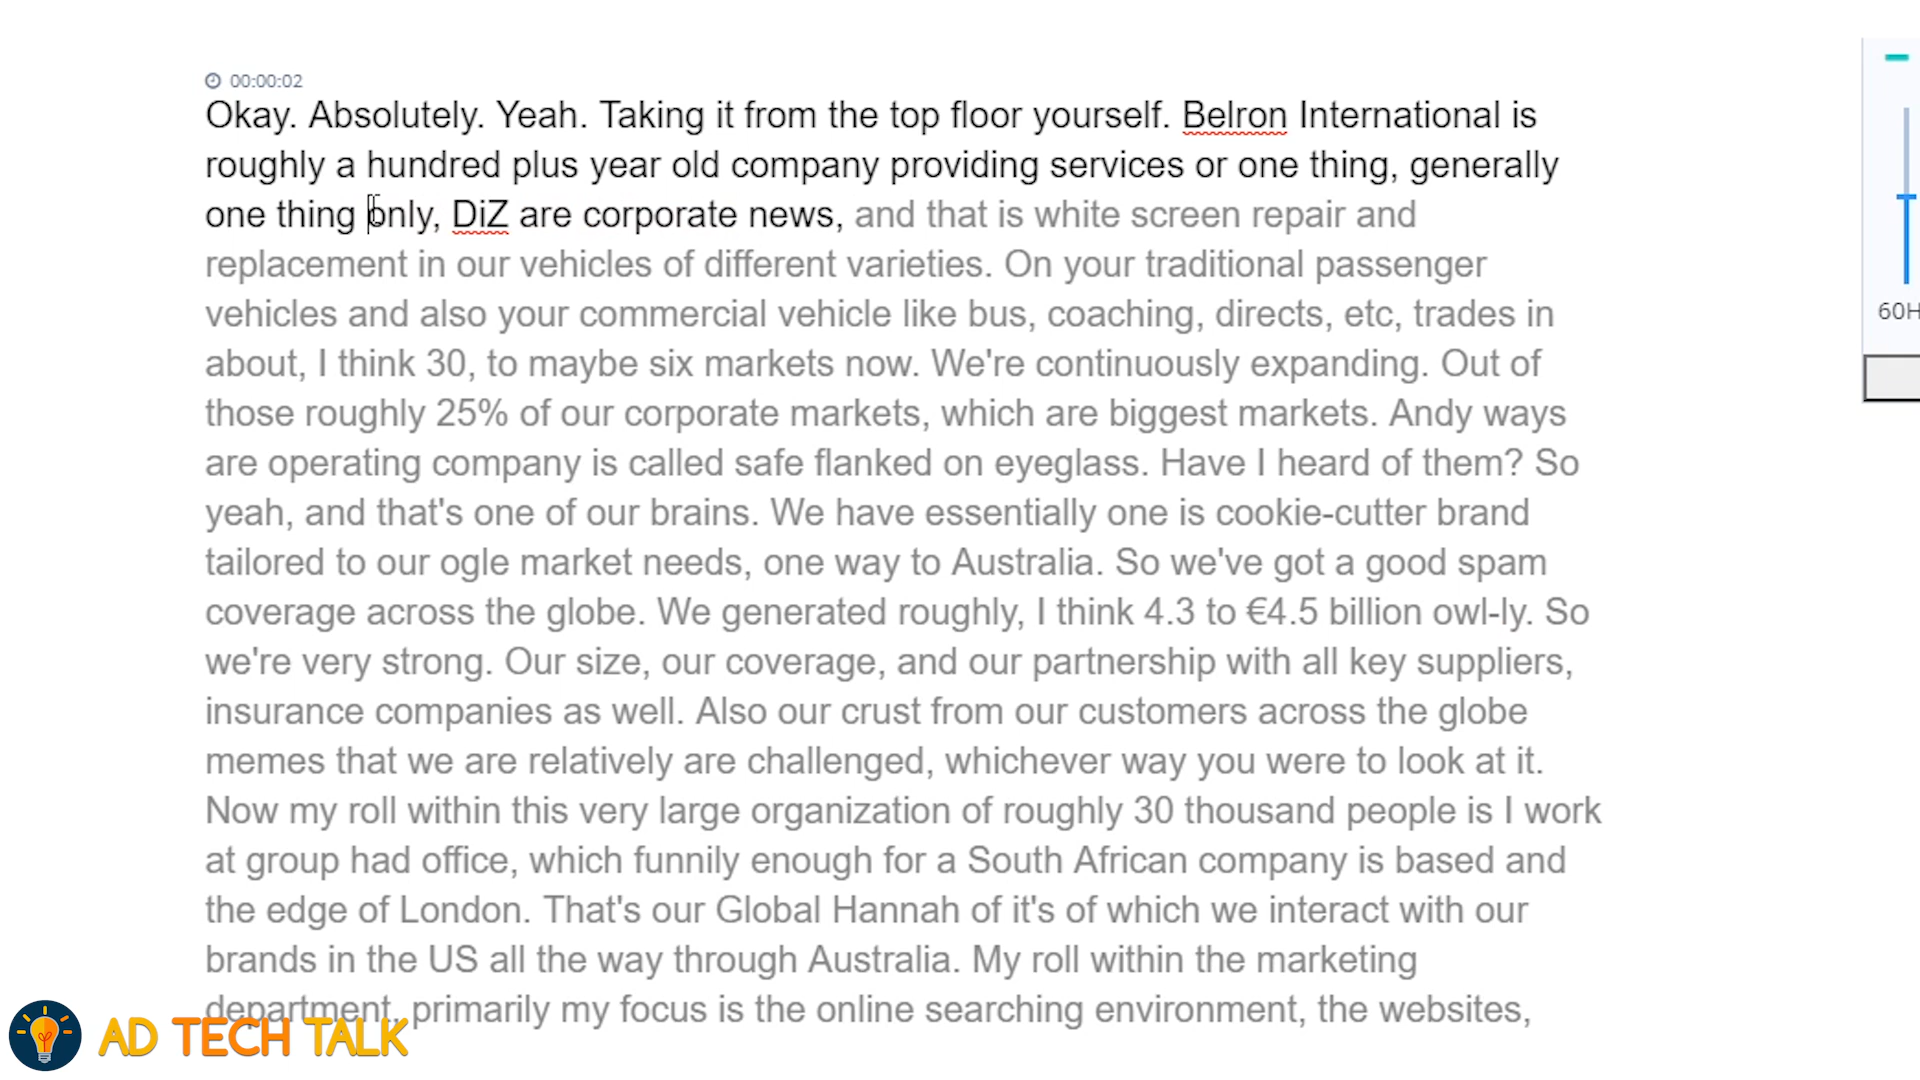 00:00:02
Okay. Absolutely. Yeah. Taking it from the top floor yourself. Belron International is
roughly a hundred plus year old company providing services or one thing, generally
one thing only, DiZ are corporate news, and that is white screen repair and
replacement in our vehicles of different varieties. On your traditional passenger
vehicles and also your commercial vehicle like bus, coaching, directs, etc, trades in
about, I think 30, to maybe six markets now. We're continuously expanding. Out of
those roughly 25% of our corporate markets, which are biggest markets. Andy ways
are operating company is called safe flanked on eyeglass. Have I heard of them? So
yeah, and that's one of our brains. We have essentially one is cookie-cutter brand
tailored to our ogle market needs, one way to Australia. So we've got a good spam
coverage across the globe. We generated roughly, I think 4.3 to €4.5 billion owl-ly. So
we're very strong. Our size, our coverage, and our partnership with all key suppliers,
insurance companies as well. Also our crust from our customers across the globe
memes that we are relatively are challenged, whichever way you were to look at it.
Now my roll within this very large organization of roughly 30 thousand people is I work
at group had office, which funnily enough for a South African company is based and
the edge of London. That's our Global Hannah of it's of which we interact with our
brands in the US all the way through Australia. My roll within the marketing
department, primarily my focus is the online searching environment, the websites,
AD TECH TALK
60H